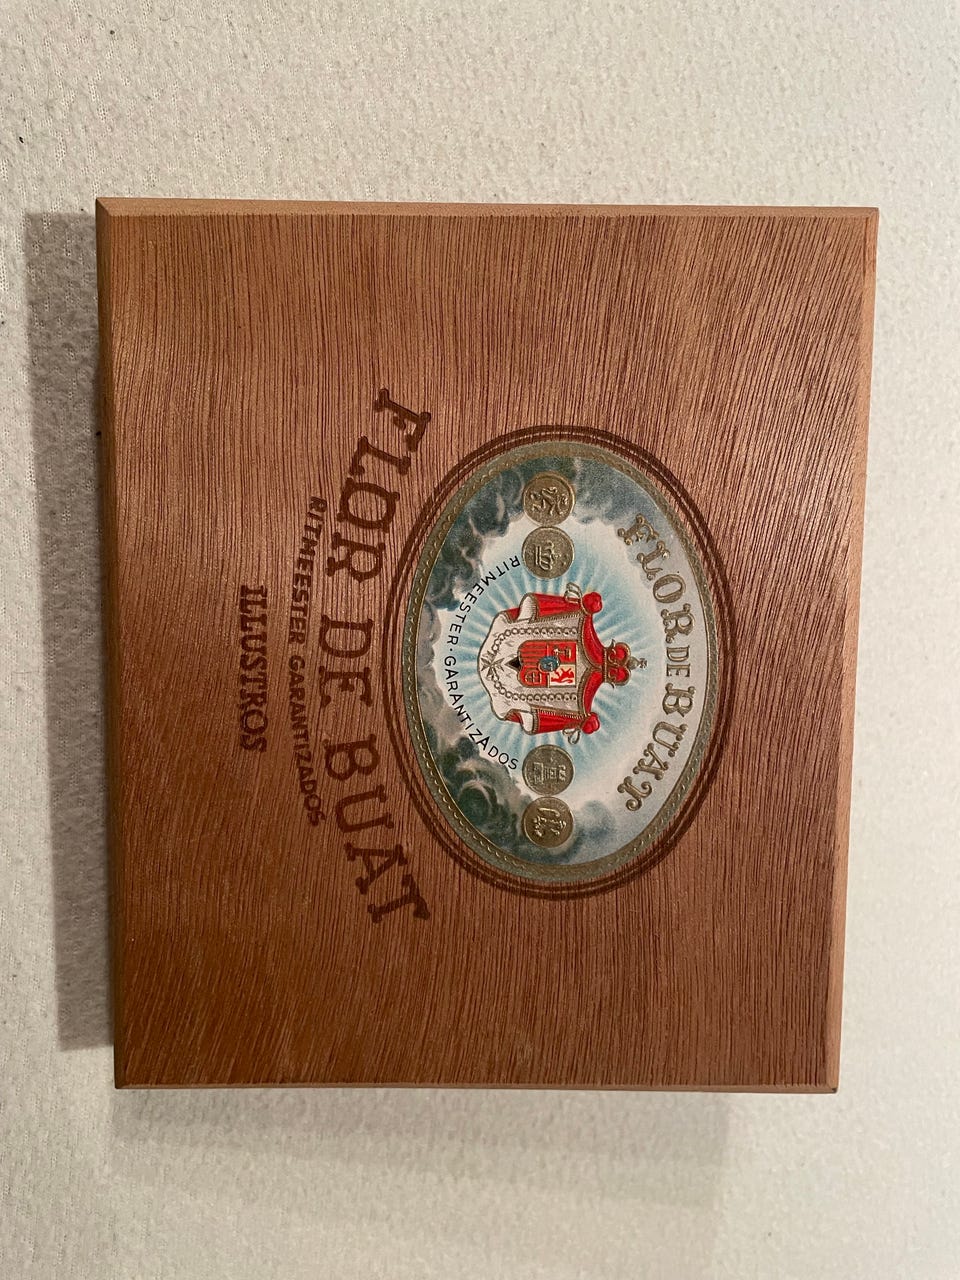 FLOR DE BUAT
RITMEESTER·GARANTIZADOS
FLOR DE BUAT
RITMEESTER GARANTIZADOS
ILLUSTROS